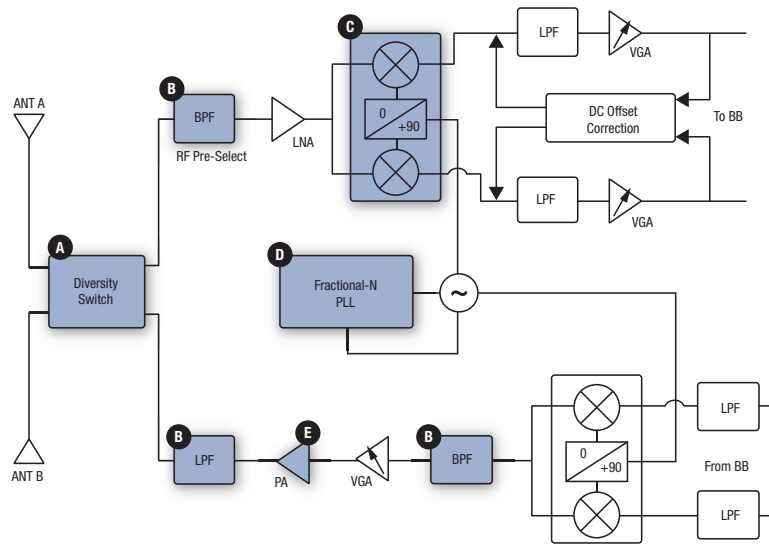 C
LPF
VGA
B
ANT A
BPF
RF Pre-Select
LNA
0
+90
DC Offset
Correction
To BB
LPF
VGA
A
Diversity
Switch
D
Fractional-N
PLL
~
B
LPF
E
PA
VGA
B
BPF
0
+90
LPF
From BB
LPF
ANT B